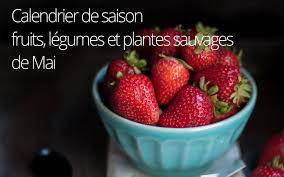 Calendrier de saison
fruits, légumes et plantes sauvages
de Mai